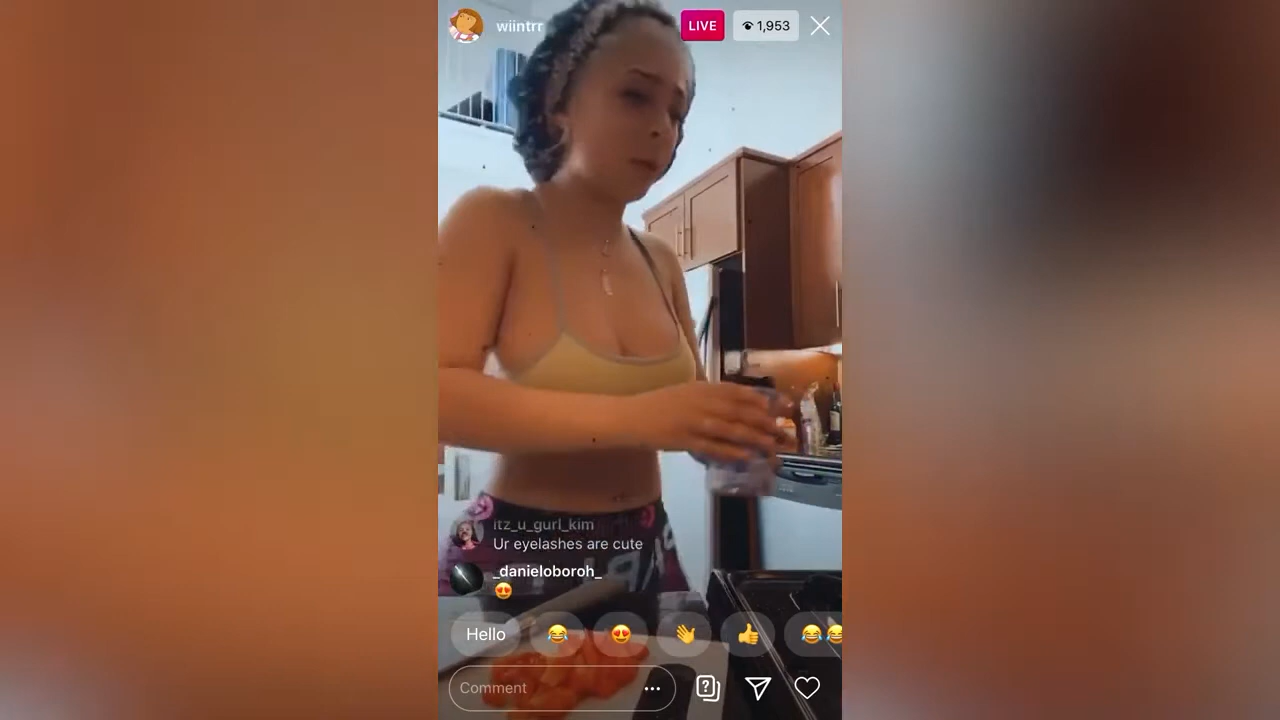 wiintrr
LIVE
1,953
itz_u_gurl_kim
Ur eyelashes are cute
_danieloboroh_
Hello
Comment